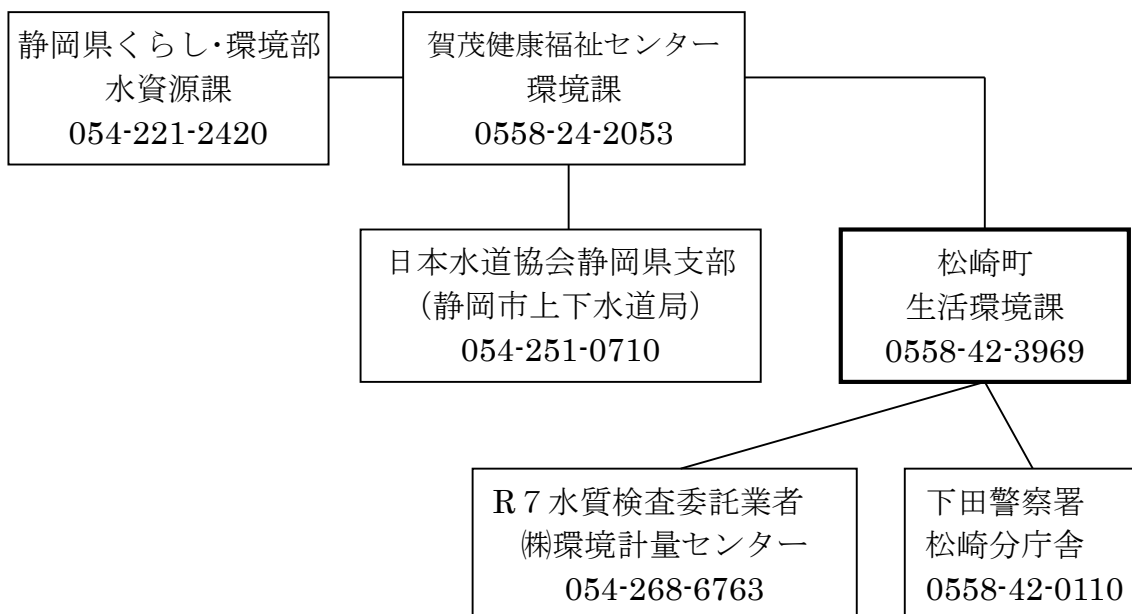 静岡県くらし･環境部
水資源課
054-221-2420
賀茂健康福祉センター
環境課
0558-24-2053
日本水道協会静岡県支部
(静岡市上下水道局)
054-251-0710
松崎町
生活環境課
0558-42-3969
R７水質検査委託業者
㈱環境計量センター
054-268-6763
下田警察署
松崎分庁舎
0558-42-0110